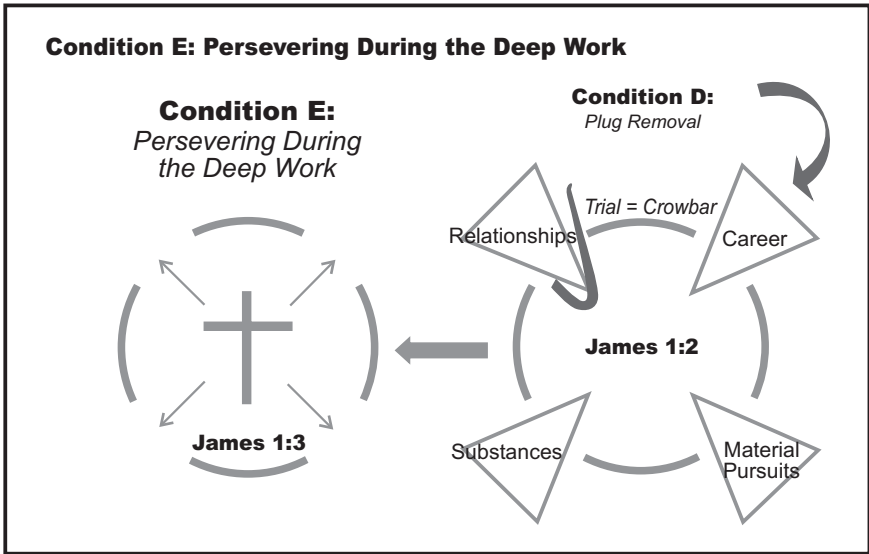 Condition E: Persevering During the Deep Work
Condition E:
Persevering During
the Deep Work
James 1:3
Condition D:
Plug Removal
Trial = Crowbar
Relationships
Career
James 1:2
Substances
Material
Pursuits